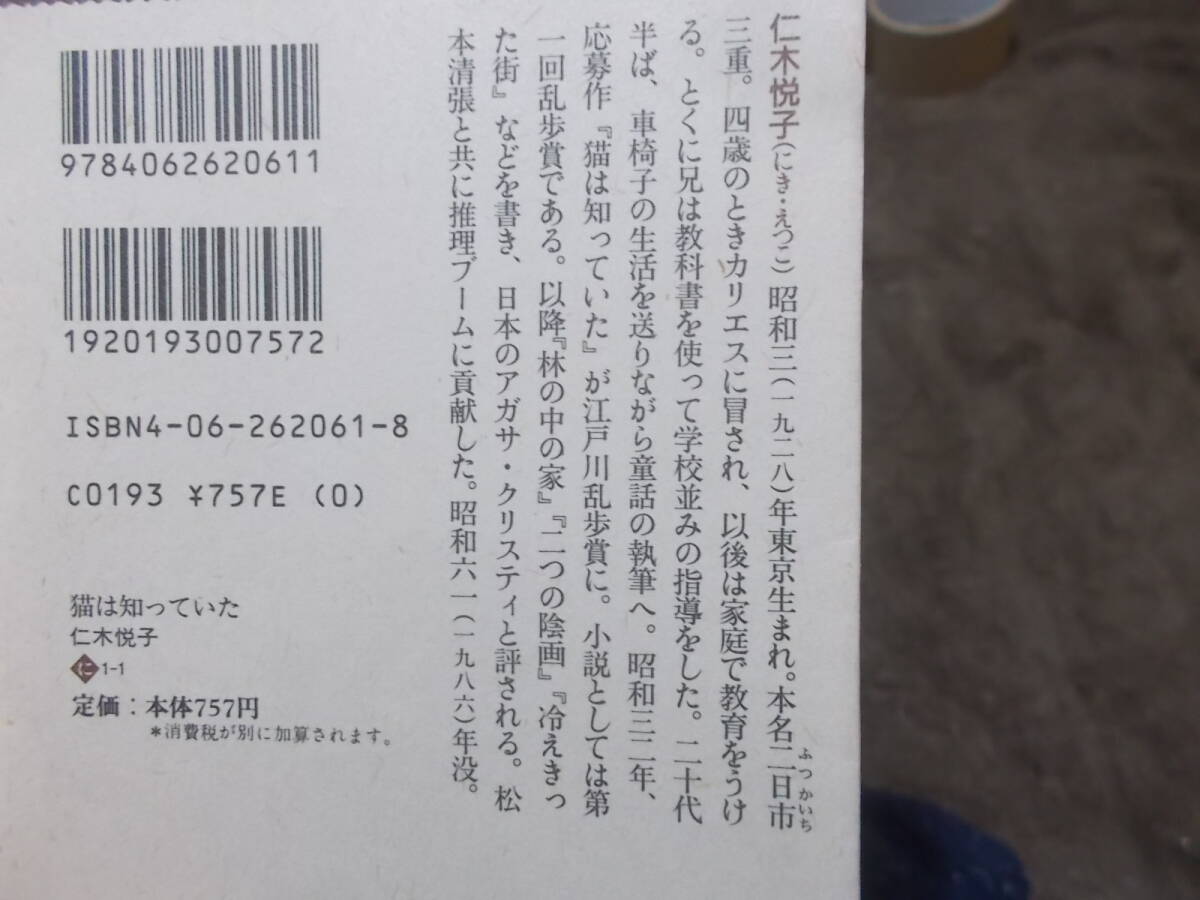 仁木悦子(にき・えつこ) 昭和三(一九二八)年東京生まれ。本名二日市
ふつかいち
三重。四歳のときカリエスに冒され、以後は家庭で教育をうけ
る。とくに兄は教科書を使って学校並みの指導をした。二十代
半ば、車椅子の生活を送りながら童話の執筆へ。昭和三二年、
応募作『猫は知っていた』が江戸川乱歩賞に。小説としては第
一回乱歩賞である。以降『林の中の家』『二つの陰画』『冷えきっ
た街』などを書き、日本のアガサ・クリスティと評される。松
本清張と共に推理ブームに貢献した。昭和六一(一九八六)年没。
9784062620611
1920193007572
ISBN4-06-262061-8
C0193 ¥757E (0)
猫は知っていた
仁木悦子
に 1-1
定価:本体757円
*消費税が別に加算されます。